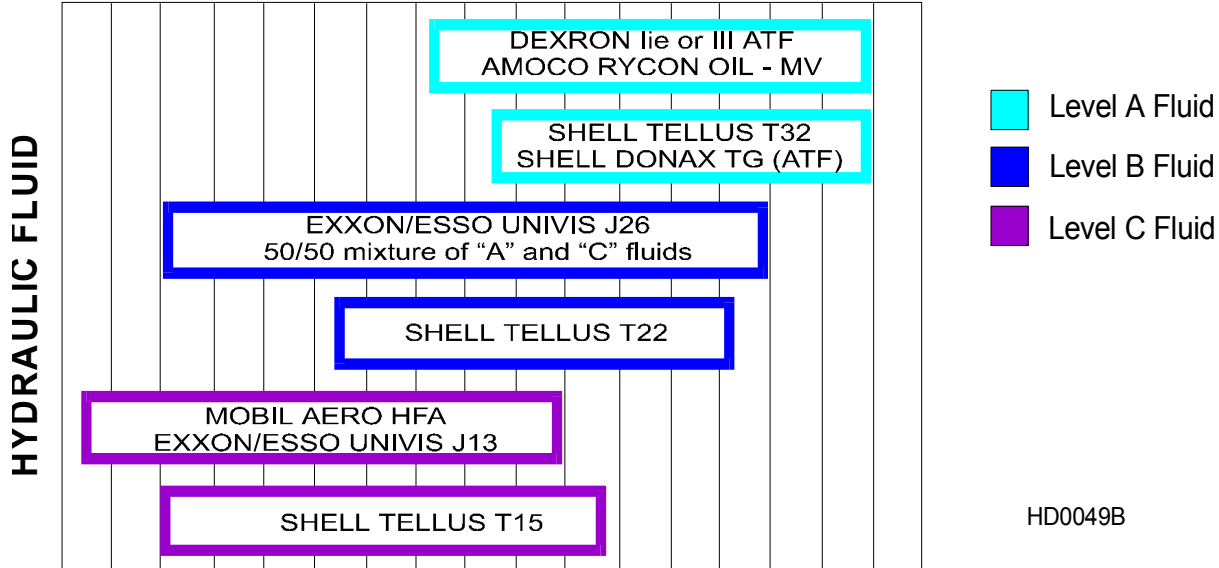 HYDRAULIC FLUID
DEXRON Iie or III ATF
AMOCO RYCON OIL - MV
SHELL TELLUS T32
SHELL DONAX TG (ATF)
EXXON/ESSO UNIVIS J26
50/50 mixture of “A” and “C” fluids
SHELL TELLUS T22
MOBIL AERO HFA
EXXON/ESSO UNIVIS J13
SHELL TELLUS T15
Level A Fluid
Level B Fluid
Level C Fluid
HD0049B